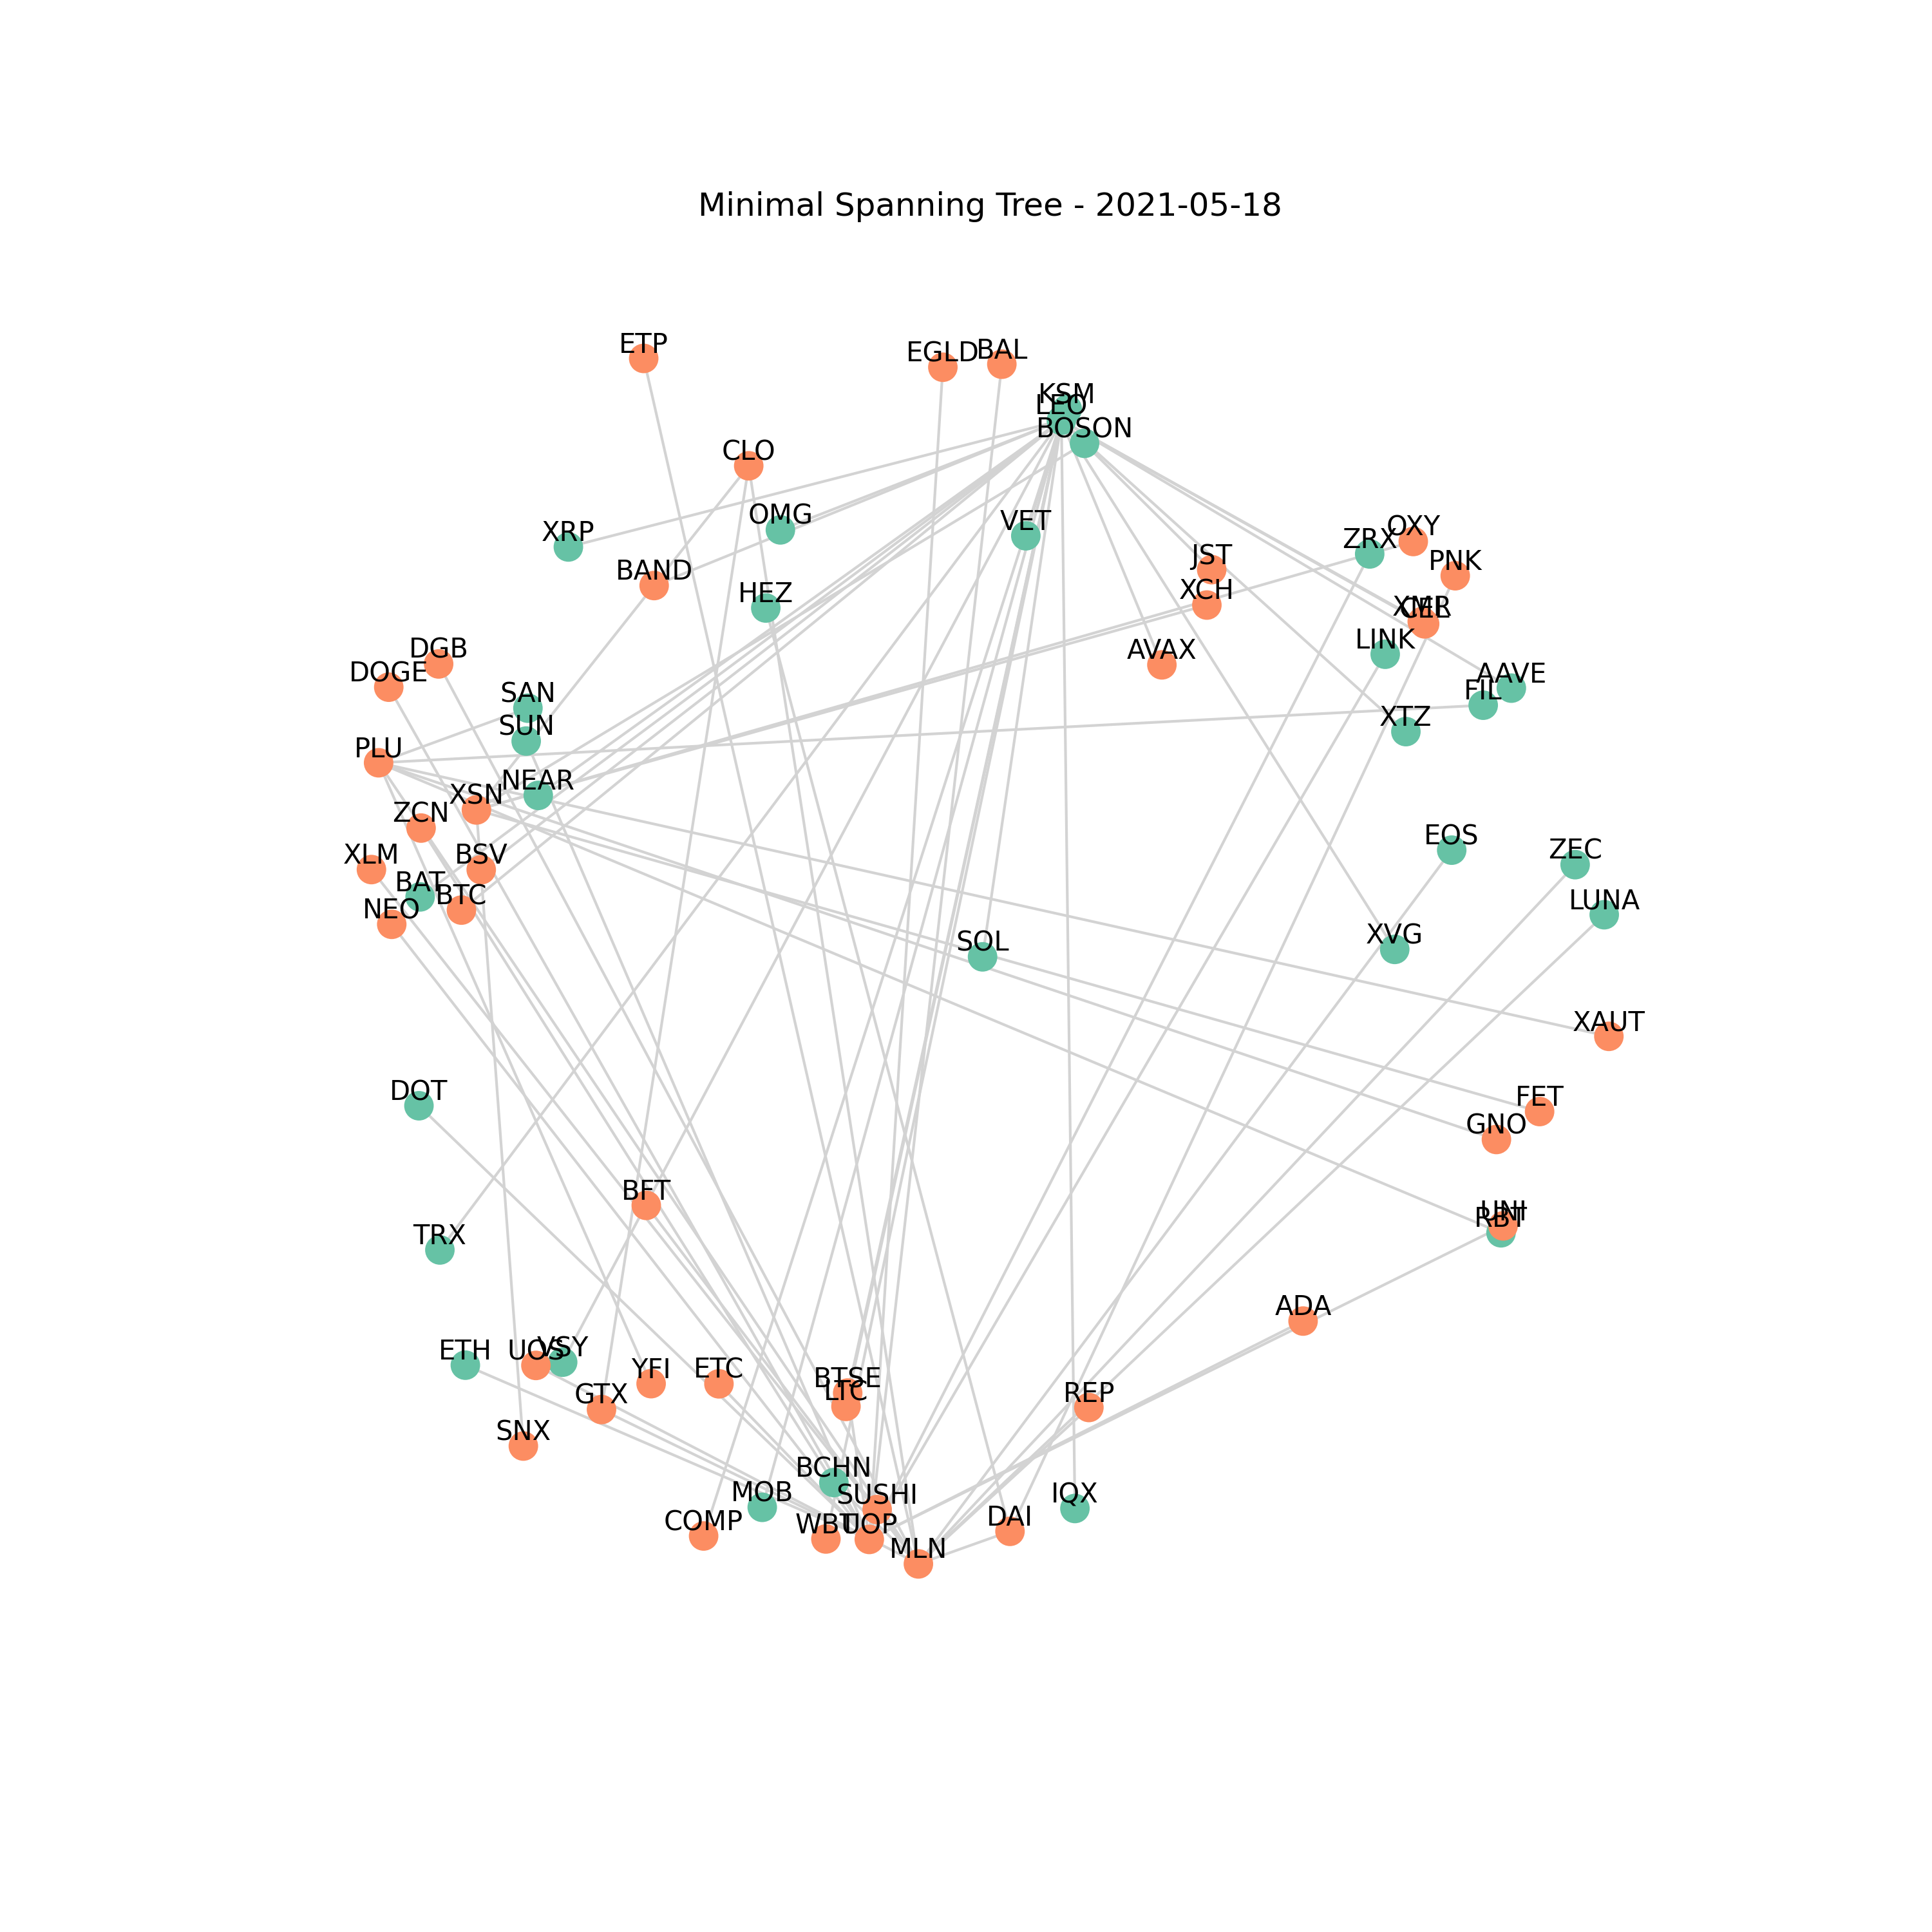 Minimal Spanning Tree - 2021-05-18
ETP
EGLD
BAL
KSM
LEO
BOSON
CLO
OMG
VET
XRP
OXY
ZRX
JST
PNK
BAND
XCH
HEZ
CEL
LINK
DGB
AVAX
DOGE
AAVE
SAN
FIL
SUN
XTZ
PLU
NEAR
XSN
ZCN
EOS
ZEC
XLM
BSV
BAT
BTC
LUNA
NEO
XVG
SOL
XAUT
DOT
FET
GNO
BFT
UNI
RBT
TRX
ADA
ETH
UOS
VSY
YFI
ETC
BTSE
LTC
GTX
REP
SNX
BCHN
MOB
SUSHI
IQX
COMP
WBT
UOP
DAI
MLN